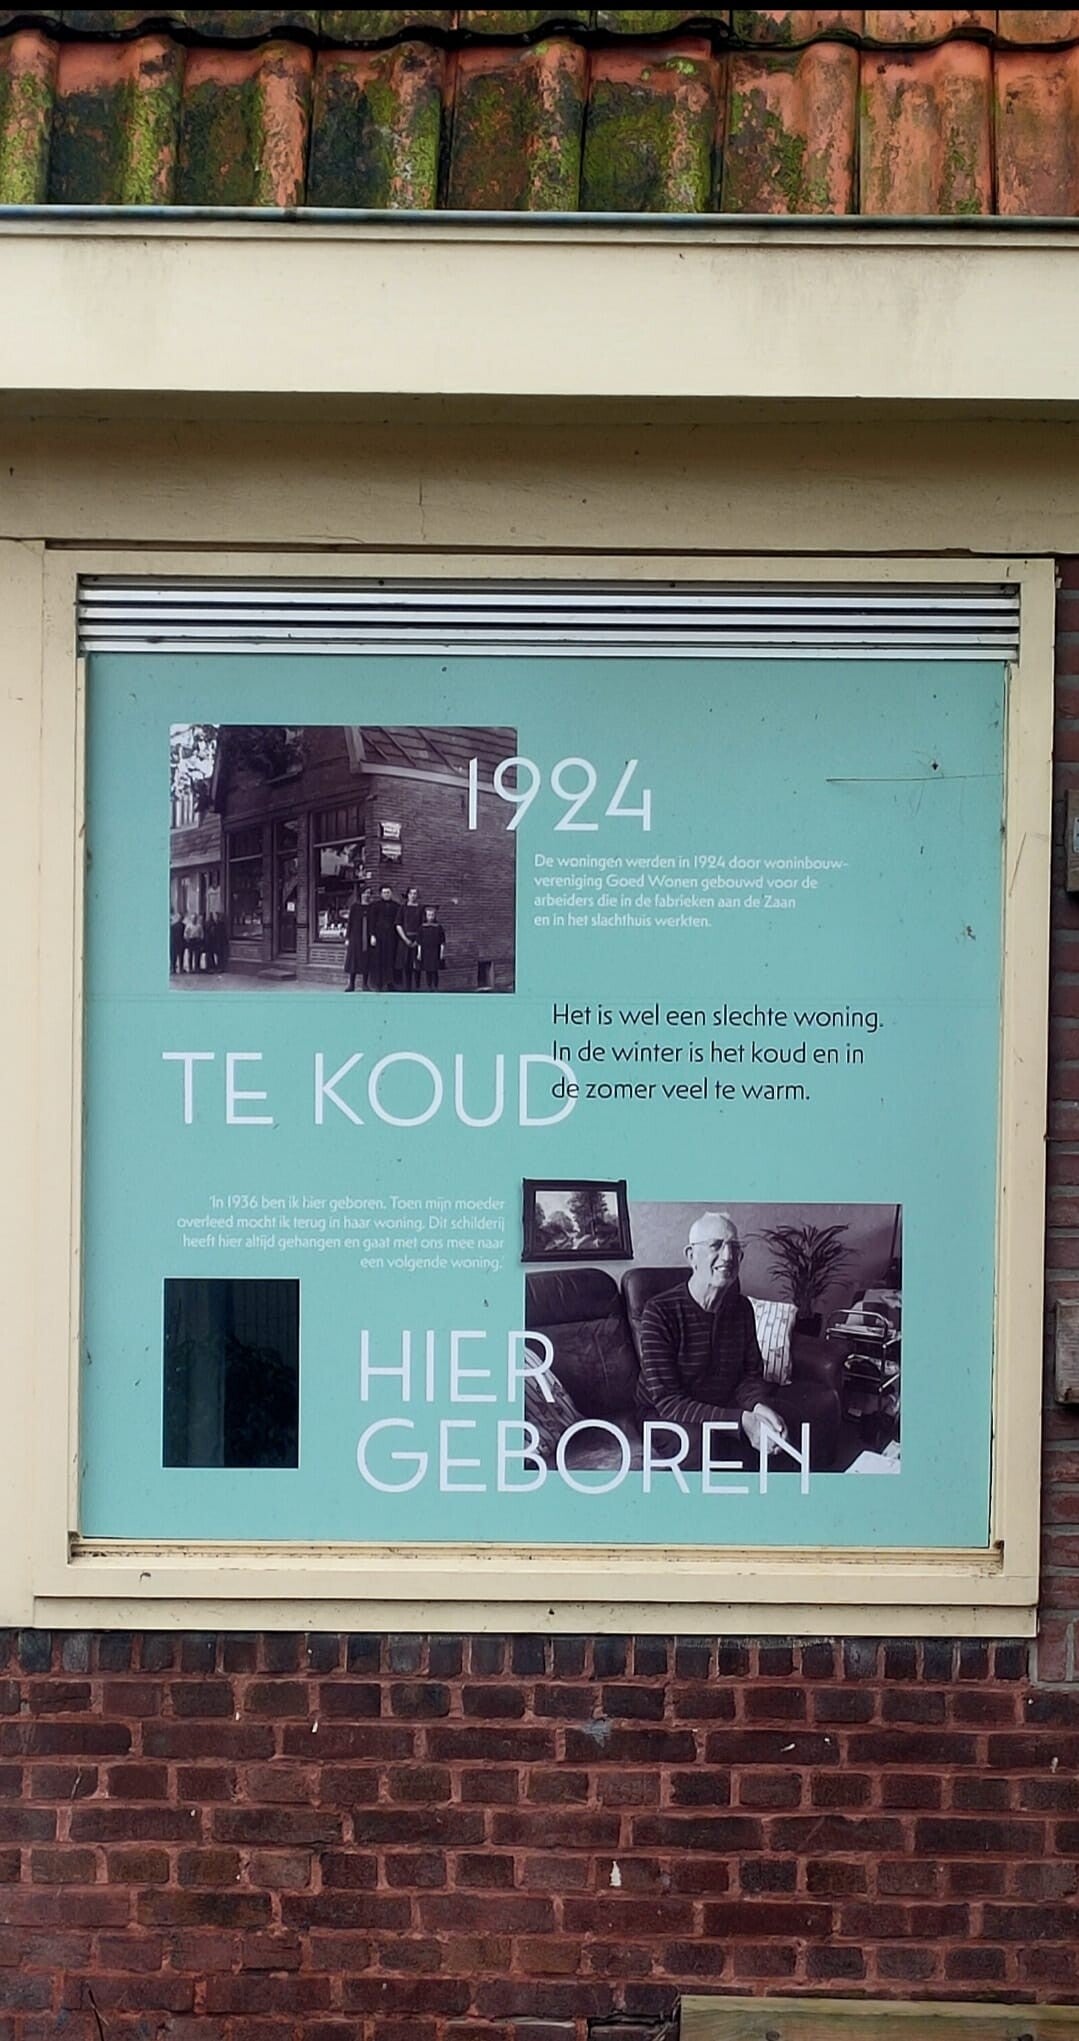 1924
De woningen werden in 1924 door woninbouw-
vereniging Goed Wonen gebouwd voor de
arbeiders die in de fabrieken aan de Zaan
en in het slachthuis werkten.
Het is wel een slechte woning.
In de winter is het koud en in
de zomer veel te warm.
TE KOUD
'In 1936 ben ik hier geboren. Toen mijn moeder
overleed mocht ik terug in haar woning. Dit schilderij
heeft hier altijd gehangen en gaat met ons mee naar
een volgende woning.'
HIER
GEBOREN